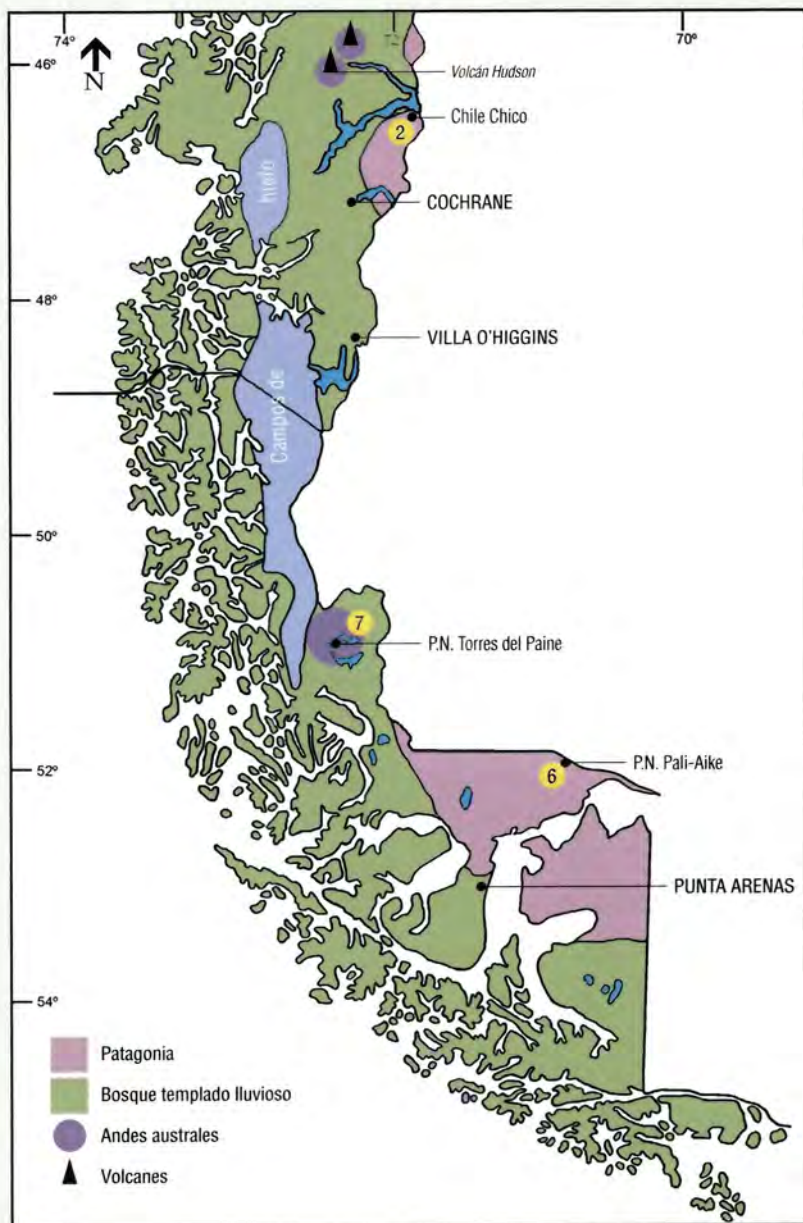 74°
72
70°
46°
N
Volcán Hudson
Chile Chico
2
hielo
COCHRANE
48°
VILLA O'HIGGINS
Campos de
50°
7
P.N. Torres del Paine
P.N. Pali-Aike
52°
6
PUNTA ARENAS
54°
Patagonia
Bosque templado lluvioso
Andes australes
Volcanes